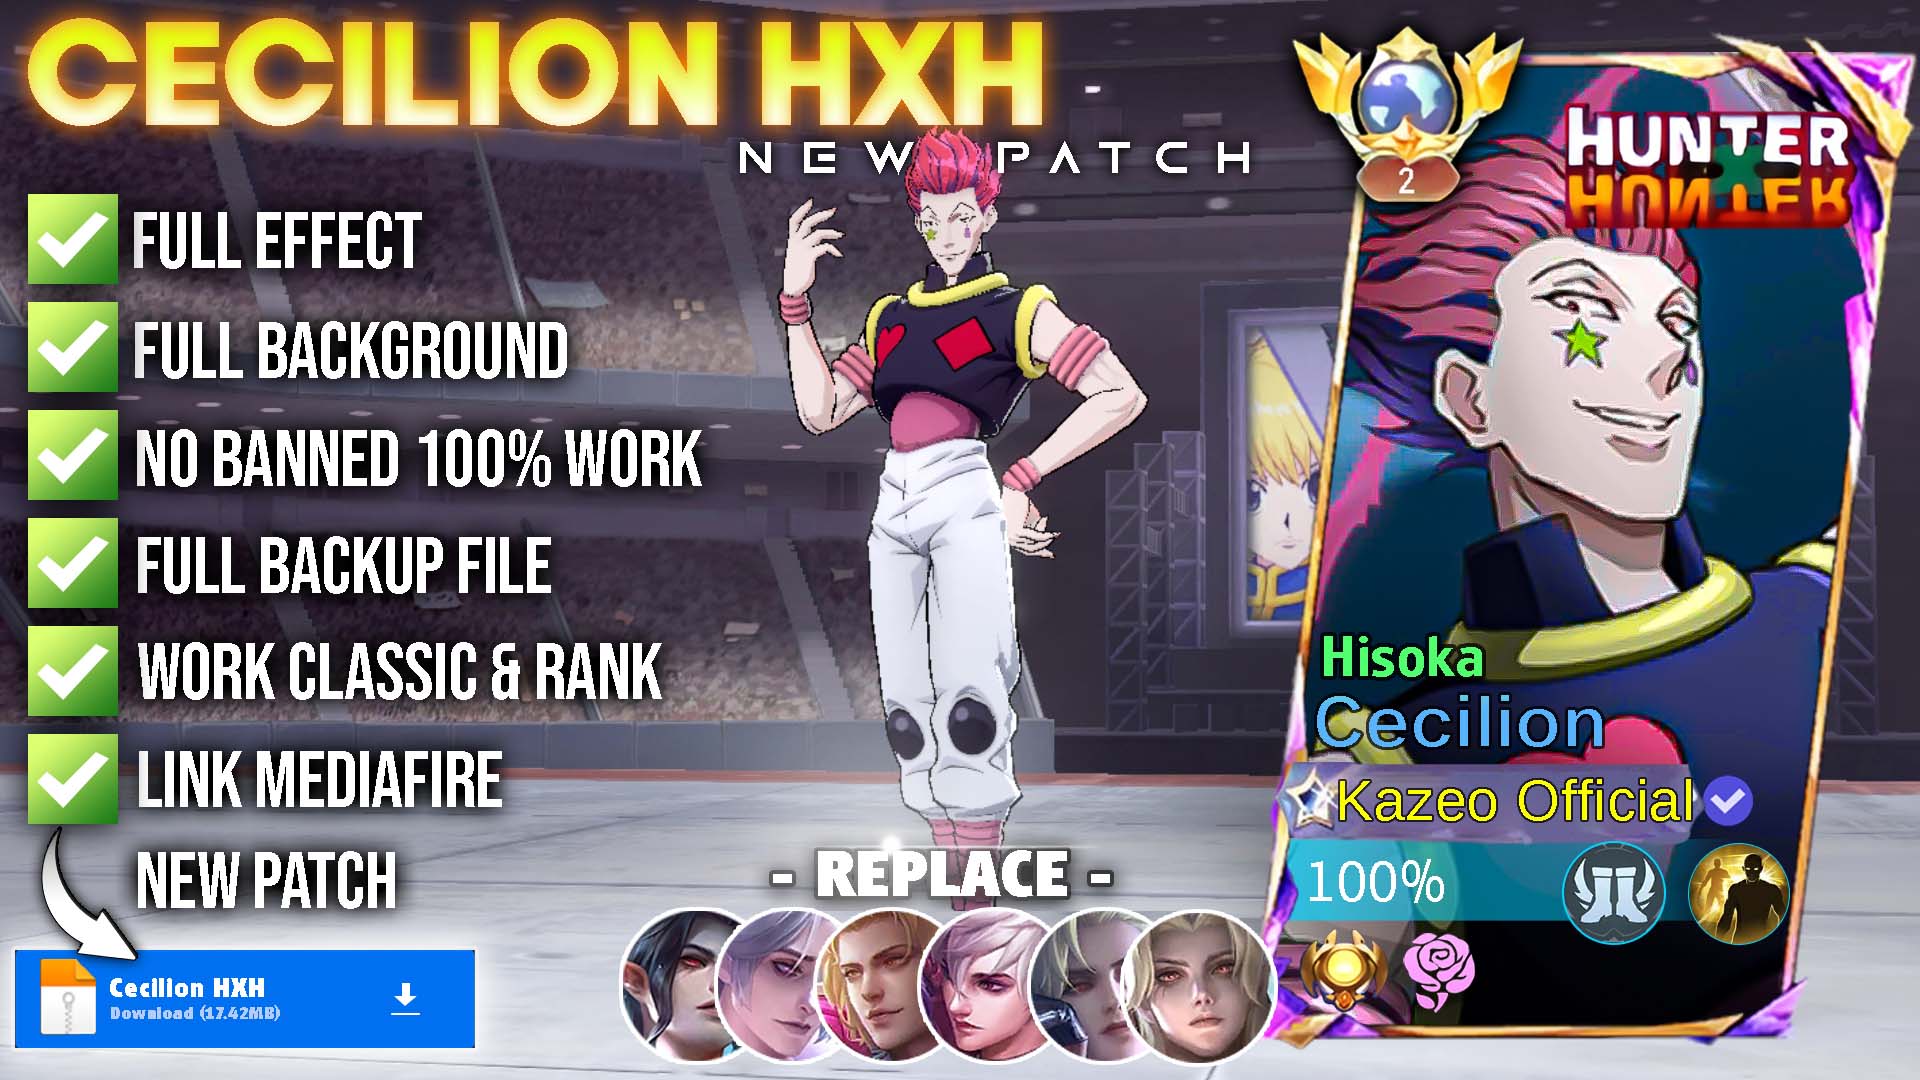 CECILION HXH
NEW PATCH
FULL EFFECT
FULL BACKGROUND
NO BANNED 100% WORK
FULL BACKUP FILE
WORK CLASSIC & RANK
LINK MEDIAFIRE
NEW PATCH
Cecilion HXH
Download (17.42MB)
- REPLACE -
2
HUNTER
HUNTER
Hisoka
Cecilion
Kazeo Official
100%